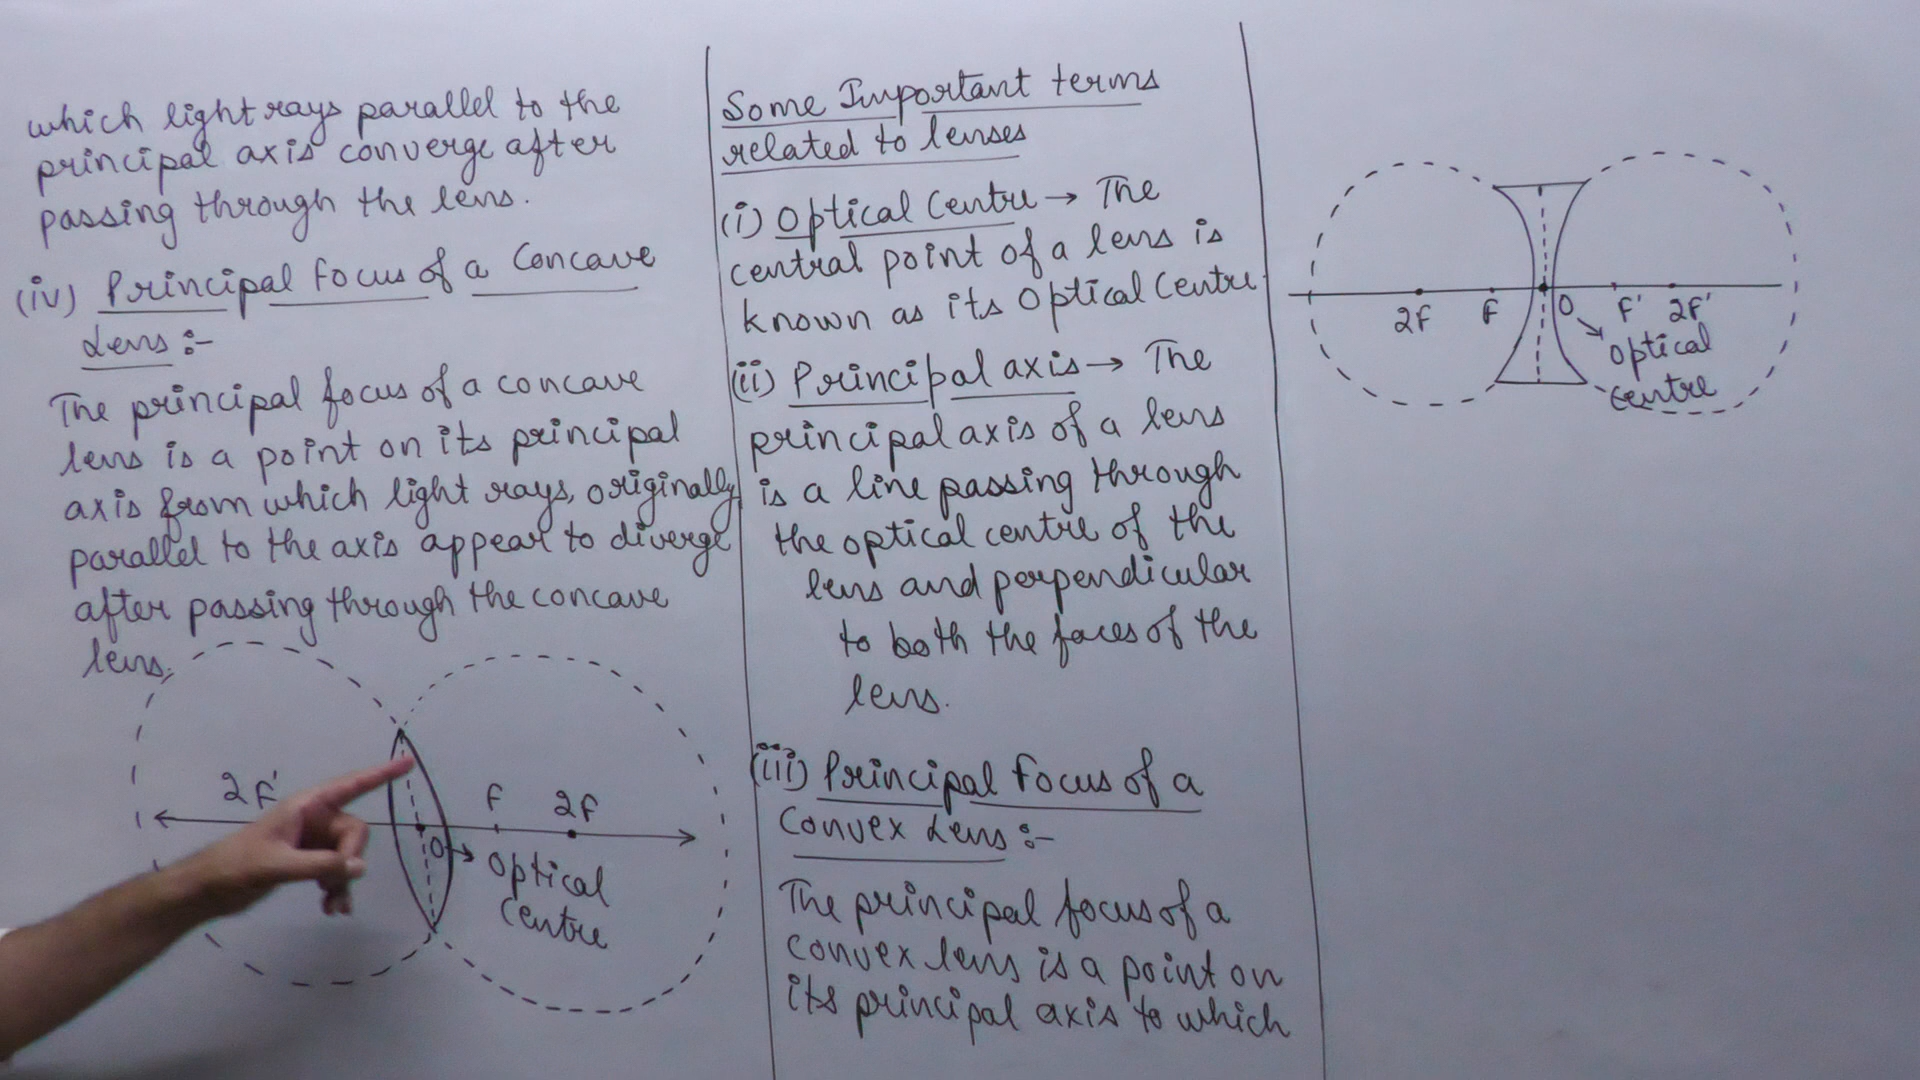 which light rays parallel to the
principal axis converge after
passing through the lens.
(iv) Principal Focus of a Concave
Lens :-
The principal focus of a concave
lens is a point on its principal
axis from which light rays, originally
parallel to the axis appear to diverge
after passing through the concave
lens.
2F'
F
2F
O → Optical
Centre
Some Important terms
related to lenses
(i) Optical Centre → The
central point of a lens is
known as its Optical Centre
(ii) Principal axis → The
principal axis of a lens
is a line passing through
the optical centre of the
lens and perpendicular
to both the faces of the
lens.
(iii) Principal Focus of a
Convex Lens :-
The principal focus of a
convex lens is a point on
its principal axis to which
2F F O F' 2F'
Optical
Centre